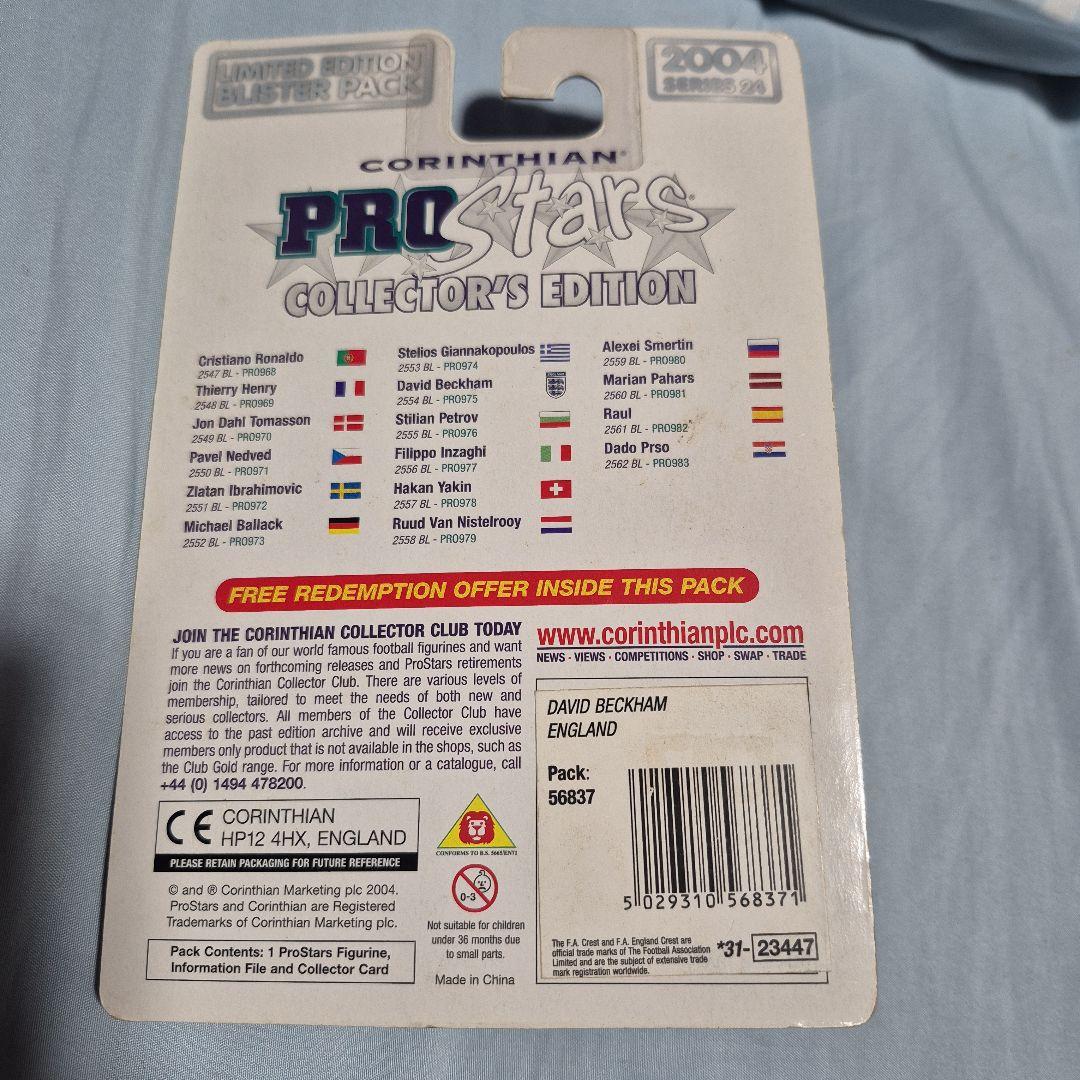 LIMITED EDITION
BLISTER PACK
2004
SERIES 24
CORINTHIAN®
PROStars®
COLLECTOR'S EDITION
Cristiano Ronaldo
2547 BL - PRO968
Thierry Henry
2548 BL - PRO969
Jon Dahl Tomasson
2549 BL - PRO970
Pavel Nedved
2550 BL - PRO971
Zlatan Ibrahimovic
2551 BL - PRO972
Michael Ballack
2552 BL - PRO973
Stelios Giannakopoulos
2553 BL - PRO974
David Beckham
2554 BL - PRO975
Stilian Petrov
2555 BL - PRO976
Filippo Inzaghi
2556 BL - PRO977
Hakan Yakin
2557 BL - PRO978
Ruud Van Nistelrooy
2558 BL - PRO979
Alexei Smertin
2559 BL - PRO980
Marian Pahars
2560 BL - PRO981
Raul
2561 BL - PRO982
Dado Prso
2562 BL - PRO983
FREE REDEMPTION OFFER INSIDE THIS PACK
JOIN THE CORINTHIAN COLLECTOR CLUB TODAY
If you are a fan of our world famous football figurines and want
more news on forthcoming releases and ProStars retirements
join the Corinthian Collector Club. There are various levels of
membership, tailored to meet the needs of both new and
serious collectors. All members of the Collector Club have
access to the past edition archive and will receive exclusive
members only product that is not available in the shops, such as
the Club Gold range. For more information or a catalogue, call
+44 (0) 1494 478200.
www.corinthianplc.com
NEWS · VIEWS · COMPETITIONS · SHOP · SWAP · TRADE
DAVID BECKHAM
ENGLAND
Pack:
56837
5 029310 568371
The F.A. Crest and F.A. England Crest are
official trade marks of The Football Association
Limited and are the subject of extensive trade
mark registration worldwide.
*31- 23447
CE CORINTHIAN
HP12 4HX, ENGLAND
PLEASE RETAIN PACKAGING FOR FUTURE REFERENCE
© and ® Corinthian Marketing plc 2004.
ProStars and Corinthian are Registered
Trademarks of Corinthian Marketing plc.
Pack Contents: 1 ProStars Figurine,
Information File and Collector Card
CONFORMS TO B.S. 5665/EN71
0-3
Not suitable for children
under 36 months due
to small parts.
Made in China